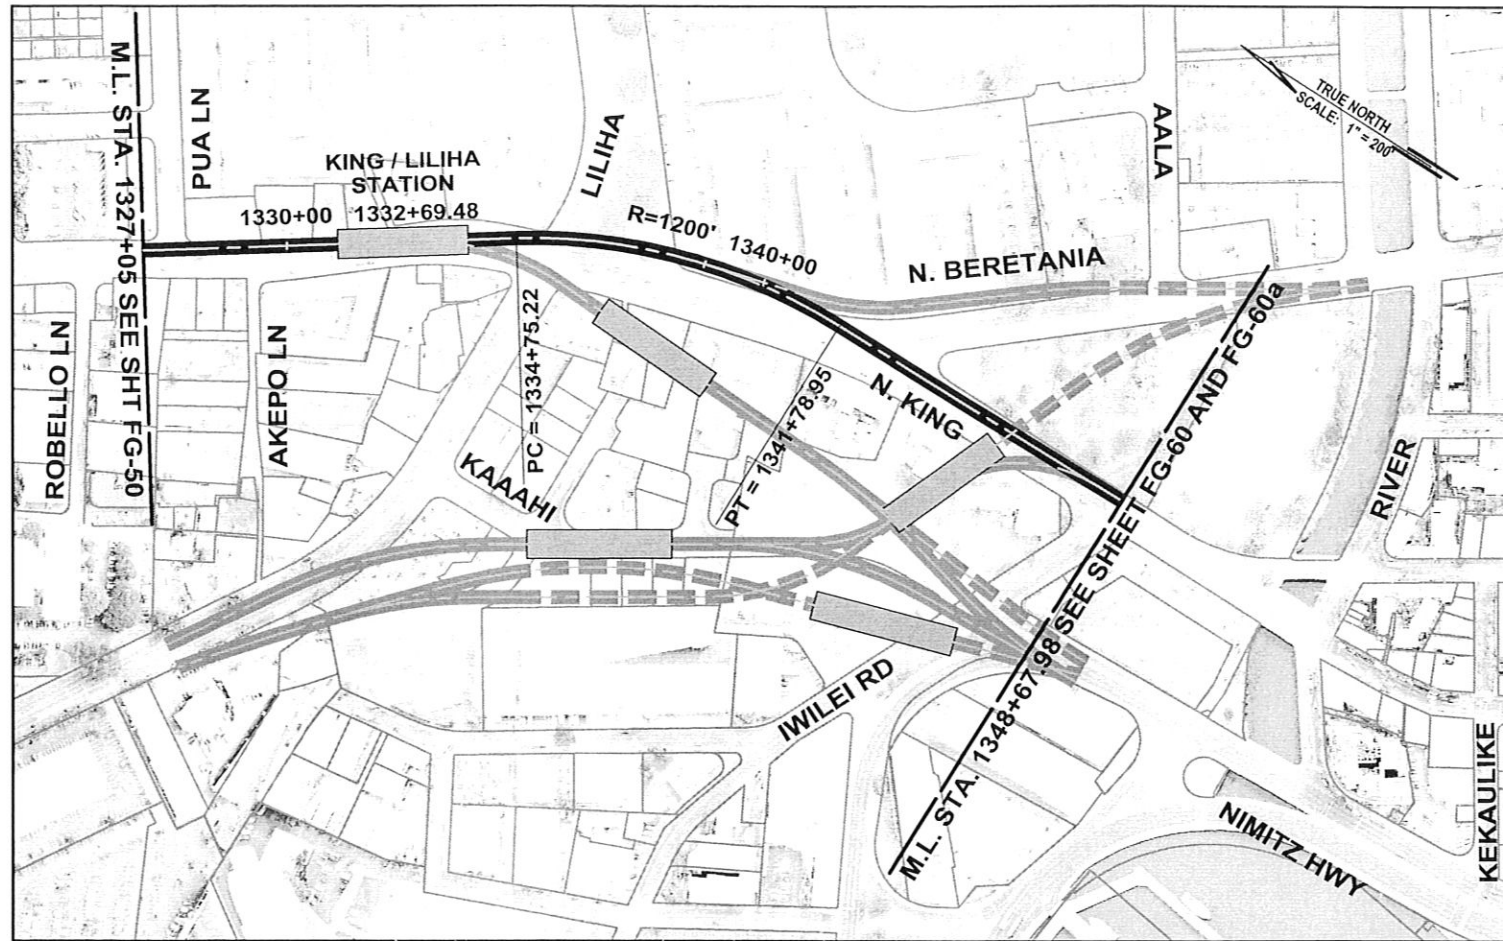 M.L. STA. 1327+05 SEE SHT FG-50
PUA LN
KING / LILIHA
STATION
1330+00
1332+69.48
LILIHA
R=1200'
1340+00
N. BERETANIA
AALA
TRUE NORTH
SCALE: 1" = 200'
ROBELLO LN
AKEPO LN
PC = 1334+75.22
PT = 1341+78.95
N. KING
KAAAHI
IWILEI RD
M.L. STA. 1348+67.98 SEE SHEET FG-60 AND FG-60a
RIVER
NIMITZ HWY
KEKAULIKE